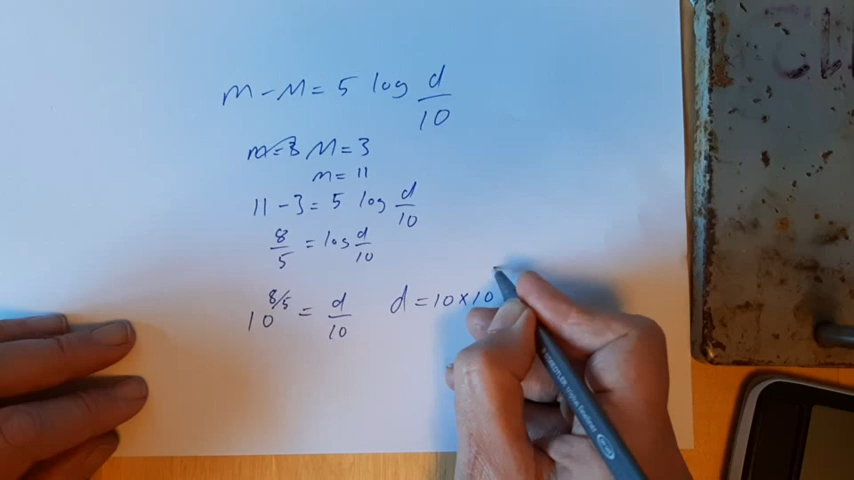 m - M = 5 log d/10
M = 3
m = 11
11 - 3 = 5 log d/10
8/5 = log d/10
10^8/5 = d/10 d = 10 × 10
STAEDTLER